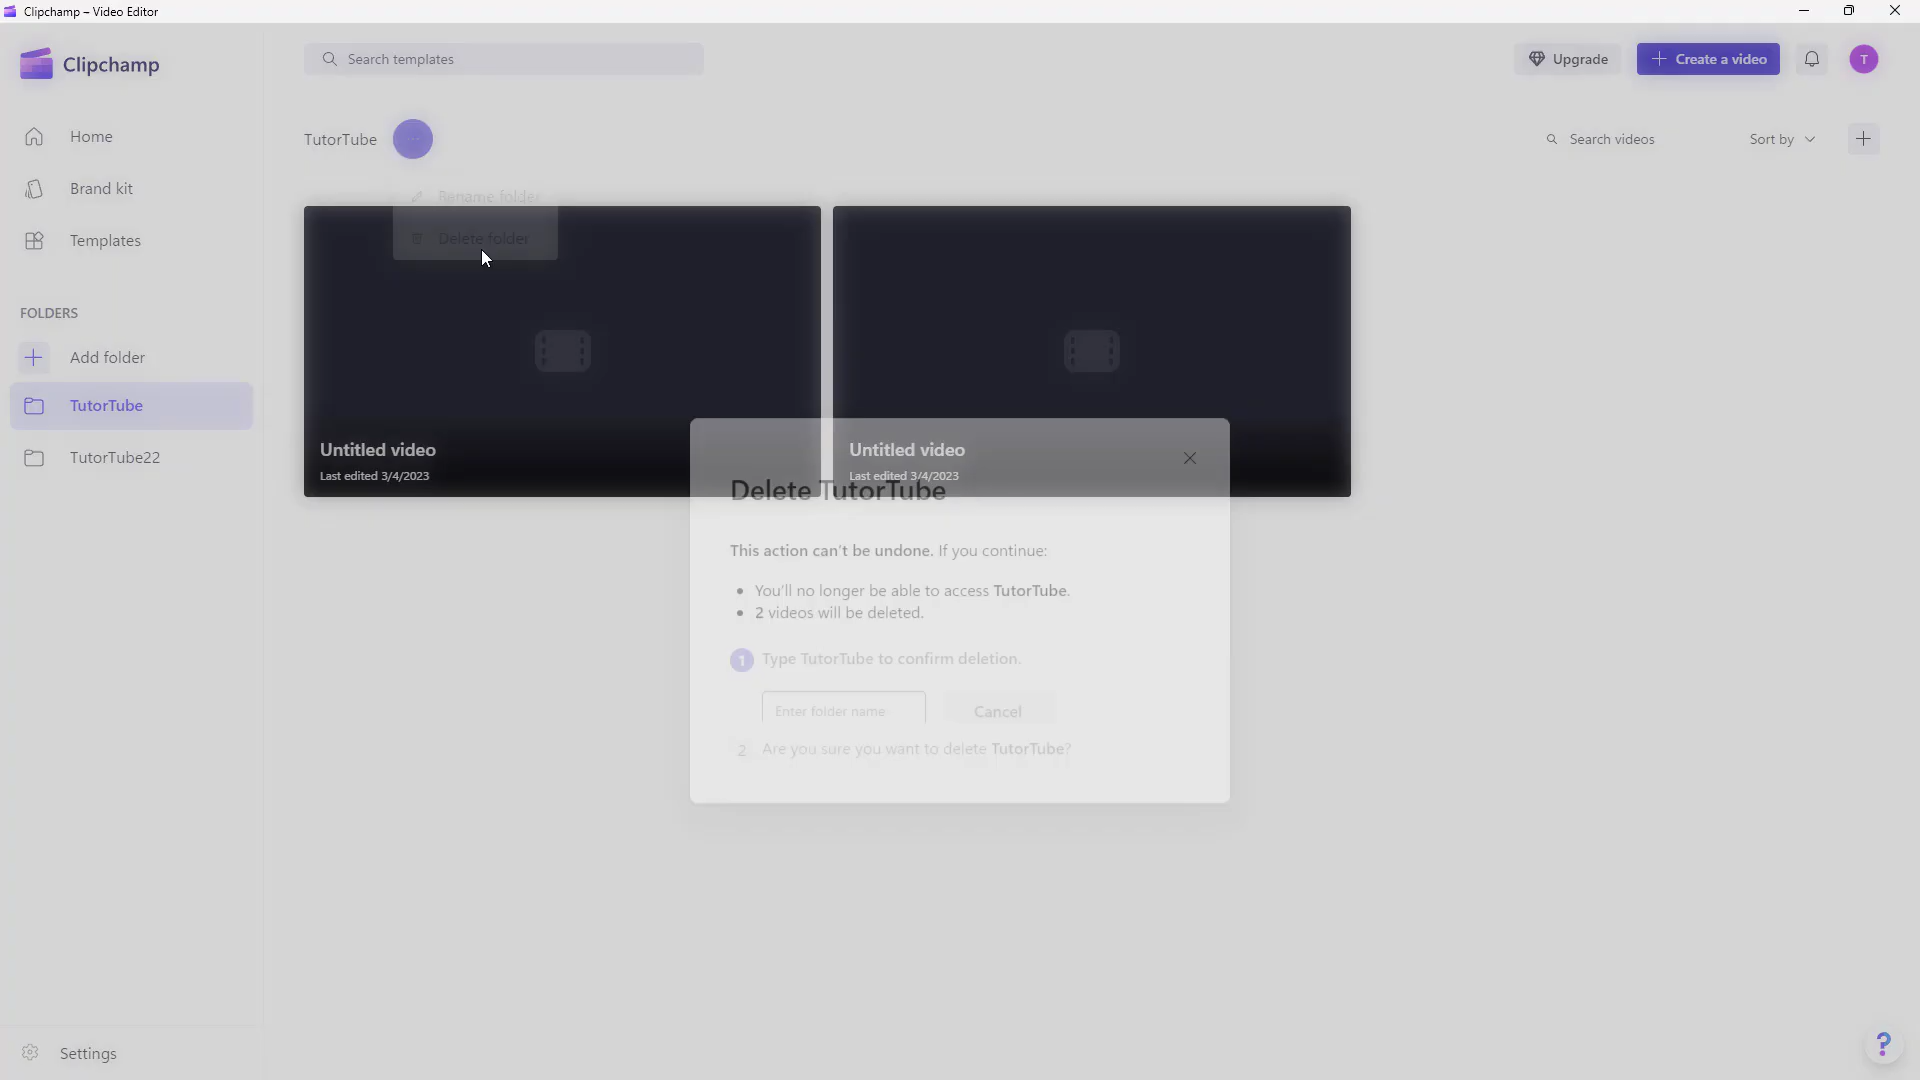 Clipchamp – Video Editor
Clipchamp
Search templates
Upgrade
Create a video
T
Home
Brand kit
Templates
FOLDERS
Add folder
TutorTube
TutorTube22
Settings
TutorTube
Search videos
Sort by
Rename folder
Delete folder
Untitled video
Last edited 3/4/2023
Untitled video
Last edited 3/4/2023
Delete TutorTube
This action can't be undone. If you continue:
You'll no longer be able to access TutorTube.
2 videos will be deleted.
1 Type TutorTube to confirm deletion.
Enter folder name
Cancel
2 Are you sure you want to delete TutorTube?
?